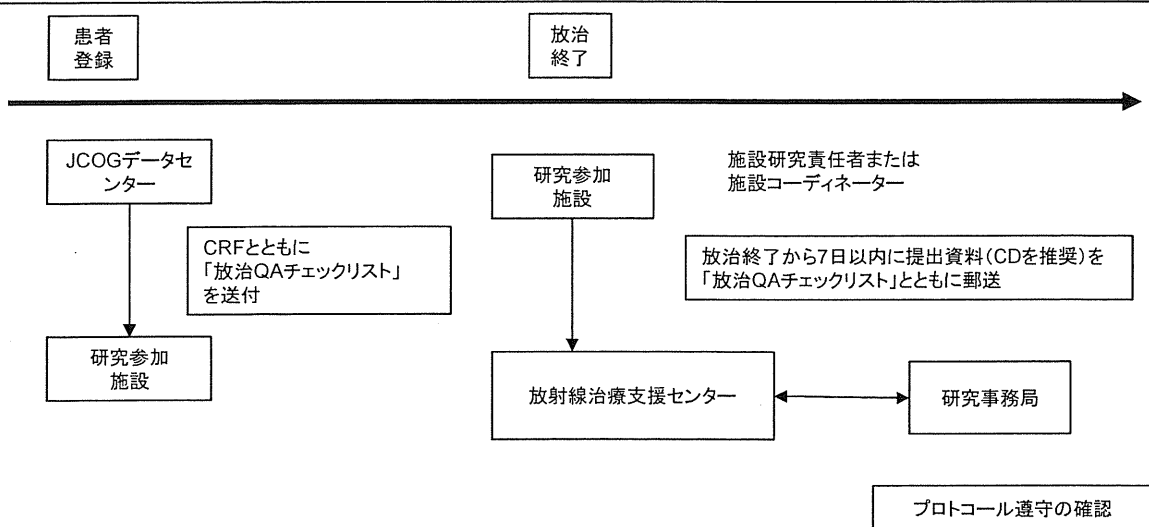 患者
登録
放治
終了
JCOGデータセ
ンター
CRFとともに
「放治QAチェックリスト」
を送付
研究参加
施設
研究参加
施設
施設研究責任者または
施設コーディネーター
放治終了から7日以内に提出資料(CDを推奨)を
「放治QAチェックリスト」とともに郵送
放射線治療支援センター
研究事務局
プロトコール遵守の確認